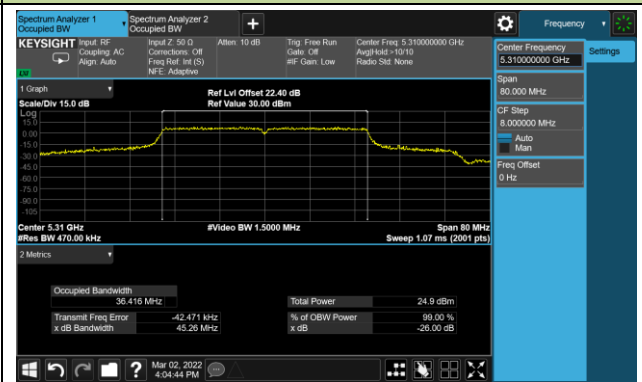 Spectrum Analyzer 1
Occupied BW
Spectrum Analyzer 2
Occupied BW
Frequency
KEYSIGHT
Input: RF
Coupling: AC
Align: Auto
Input Z: 50 Ω
Corrections: Off
Freq Ref: Int (S)
NFE: Adaptive
Atten: 10 dB
Trig: Free Run
Gate: Off
#IF Gain: Low
Center Freq: 5.310000000 GHz
Avg|Hold:>10/10
Radio Std: None
Center Frequency
5.310000000 GHz
Settings
Span
80.000 MHz
CF Step
8.000000 MHz
Auto
Man
Freq Offset
0 Hz
1 Graph
Scale/Div 15.0 dB
Ref Lvl Offset 22.40 dB
Ref Value 30.00 dBm
Log
15.0
0.00
-15.0
-30.0
-45.0
-60.0
-75.0
-90.0
-105
Center 5.31 GHz
#Res BW 470.00 kHz
#Video BW 1.5000 MHz
Span 80 MHz
Sweep 1.07 ms (2001 pts)
2 Metrics
Occupied Bandwidth
36.416 MHz
Total Power 24.9 dBm
Transmit Freq Error -42.471 kHz
% of OBW Power 99.00 %
x dB Bandwidth 45.26 MHz
x dB -26.00 dB
Mar 02, 2022
4:04:44 PM